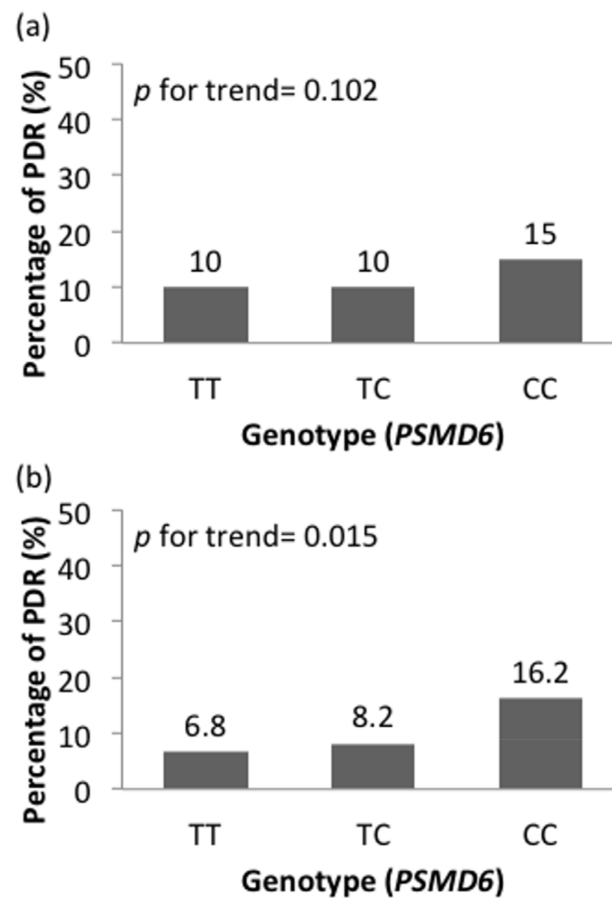 (a)
Percentage of PDR (%)
50
40
30
20
10
0
p for trend= 0.102
10
10
15
TT
TC
CC
Genotype (PSMD6)
(b)
Percentage of PDR (%)
50
40
30
20
10
0
p for trend= 0.015
6.8
8.2
16.2
TT
TC
CC
Genotype (PSMD6)